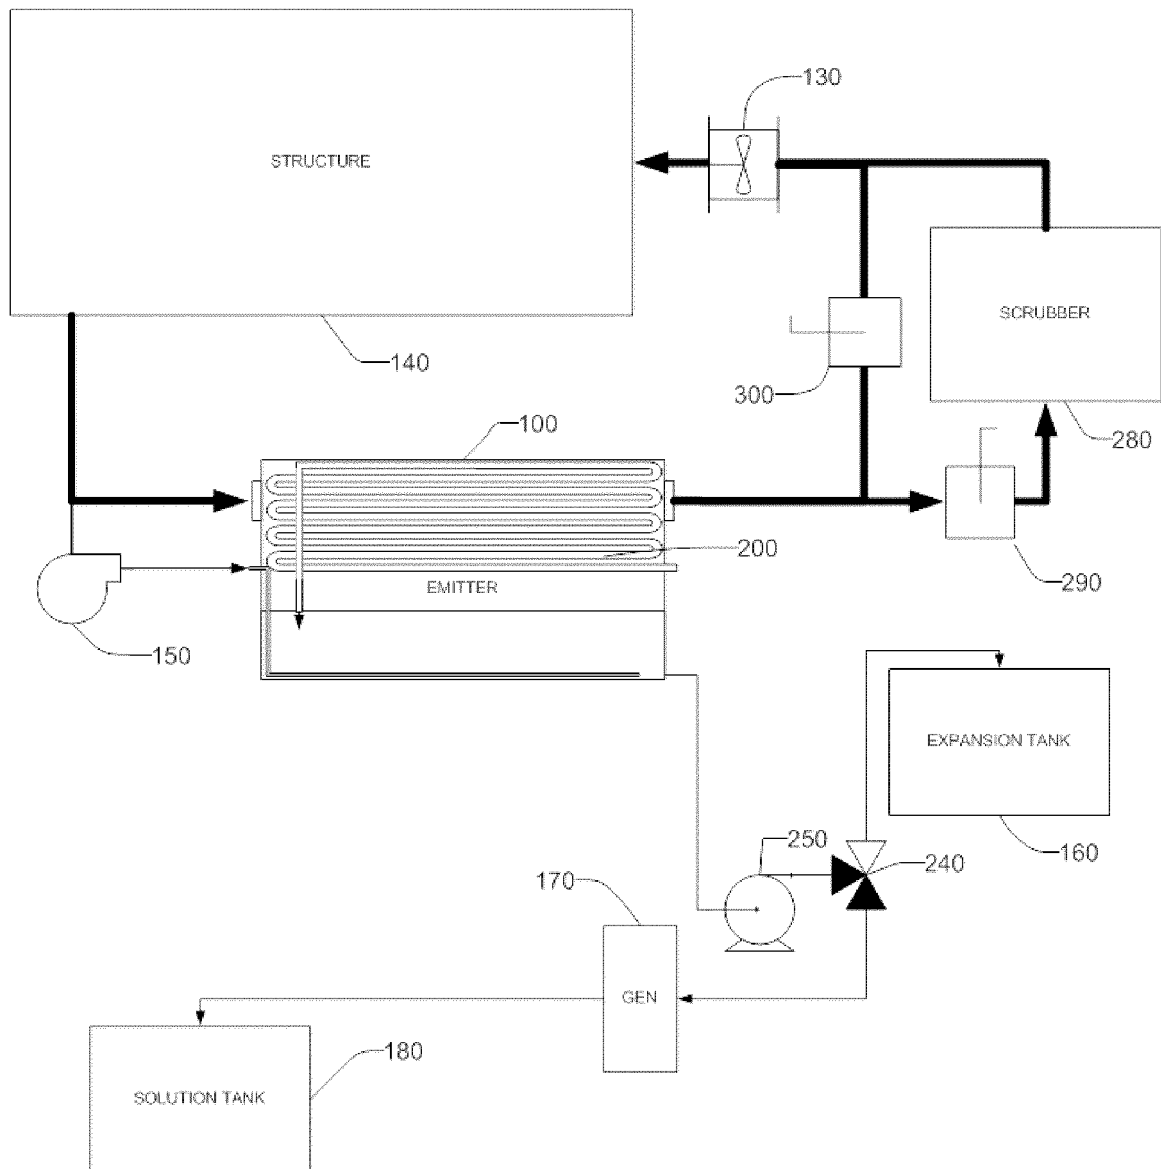 130
STRUCTURE
SCRUBBER
140
300
100
280
200
EMITTER
290
150
EXPANSION TANK
250
160
240
170
GEN
180
SOLUTION TANK